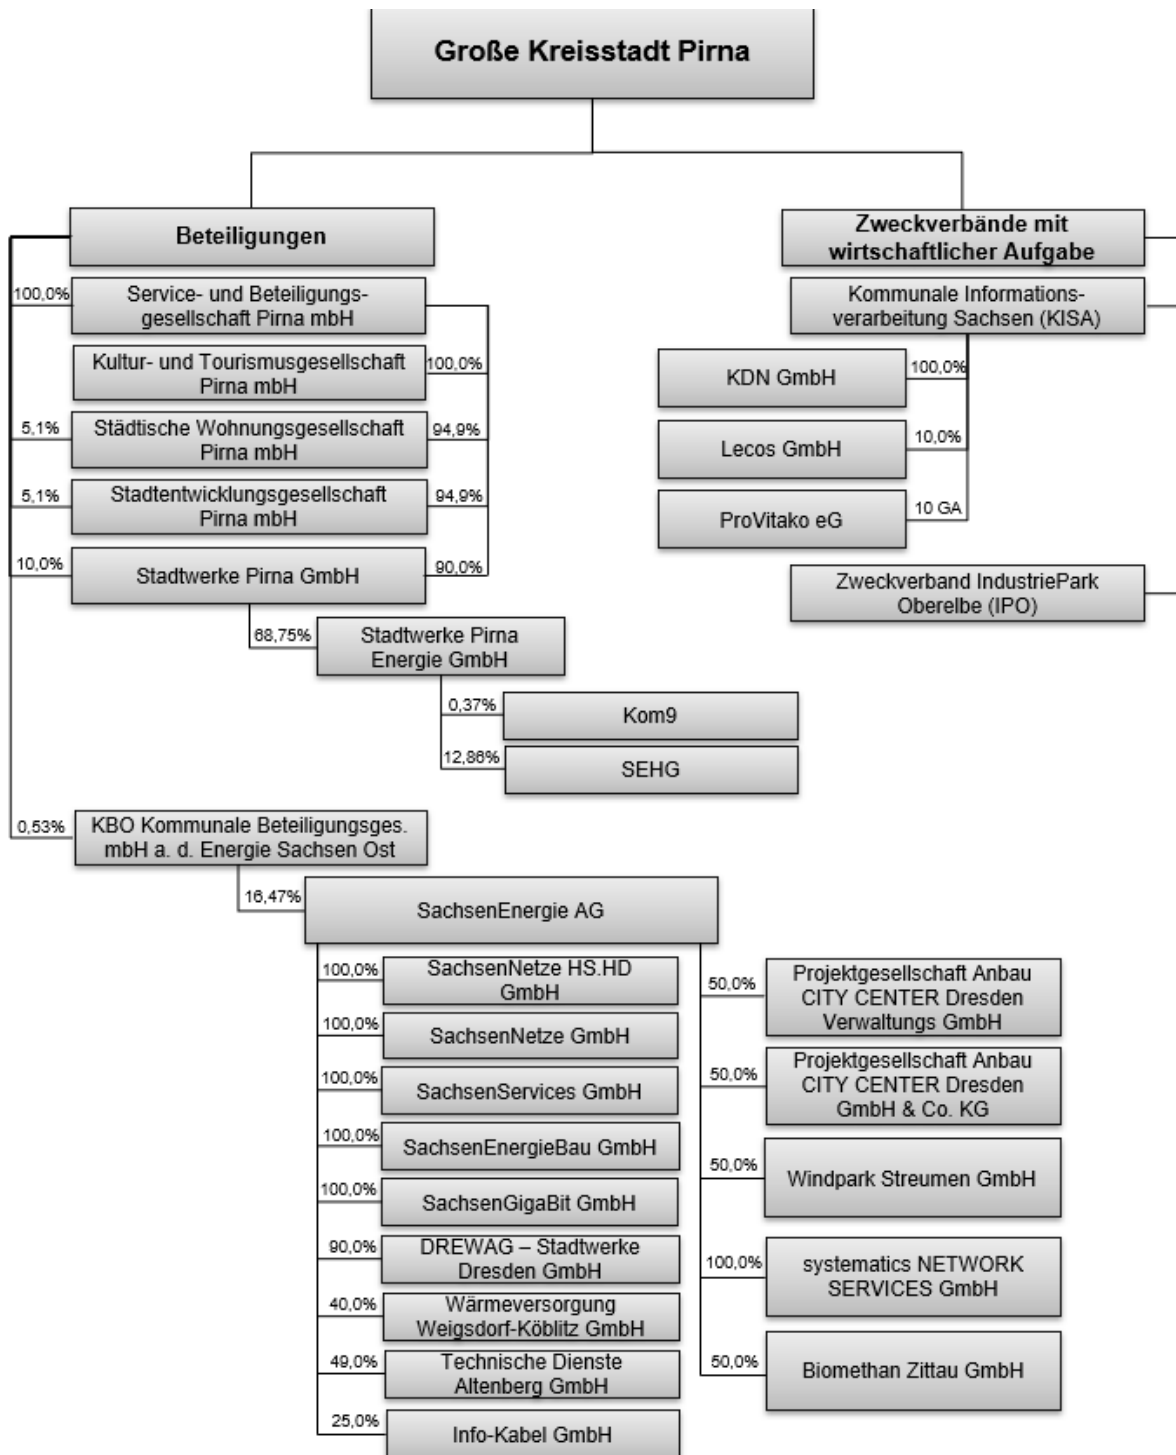 Große Kreisstadt Pirna
Beteiligungen
100,0%
Service- und Beteiligungs-
gesellschaft Pirna mbH
Kultur- und Tourismusgesellschaft
Pirna mbH
100,0%
5,1%
Städtische Wohnungsgesellschaft
Pirna mbH
94,9%
5,1%
Stadtentwicklungsgesellschaft
Pirna mbH
94,9%
10,0%
Stadtwerke Pirna GmbH
90,0%
68,75%
Stadtwerke Pirna
Energie GmbH
0,37%
Kom9
12,86%
SEHG
0,53%
KBO Kommunale Beteiligungsges.
mbH a. d. Energie Sachsen Ost
16,47%
SachsenEnergie AG
100,0%
SachsenNetze HS.HD
GmbH
100,0%
SachsenNetze GmbH
100,0%
SachsenServices GmbH
100,0%
SachsenEnergieBau GmbH
100,0%
SachsenGigaBit GmbH
90,0%
DREWAG – Stadtwerke
Dresden GmbH
40,0%
Wärmeversorgung
Weigsdorf-Köblitz GmbH
49,0%
Technische Dienste
Altenberg GmbH
25,0%
Info-Kabel GmbH
50,0%
Projektgesellschaft Anbau
CITY CENTER Dresden
Verwaltungs GmbH
50,0%
Projektgesellschaft Anbau
CITY CENTER Dresden
GmbH & Co. KG
50,0%
Windpark Streumen GmbH
100,0%
systematics NETWORK
SERVICES GmbH
50,0%
Biomethan Zittau GmbH
Zweckverbände mit
wirtschaftlicher Aufgabe
Kommunale Informations-
verarbeitung Sachsen (KISA)
KDN GmbH
100,0%
Lecos GmbH
10,0%
ProVitako eG
10 GA
Zweckverband IndustriePark
Oberelbe (IPO)